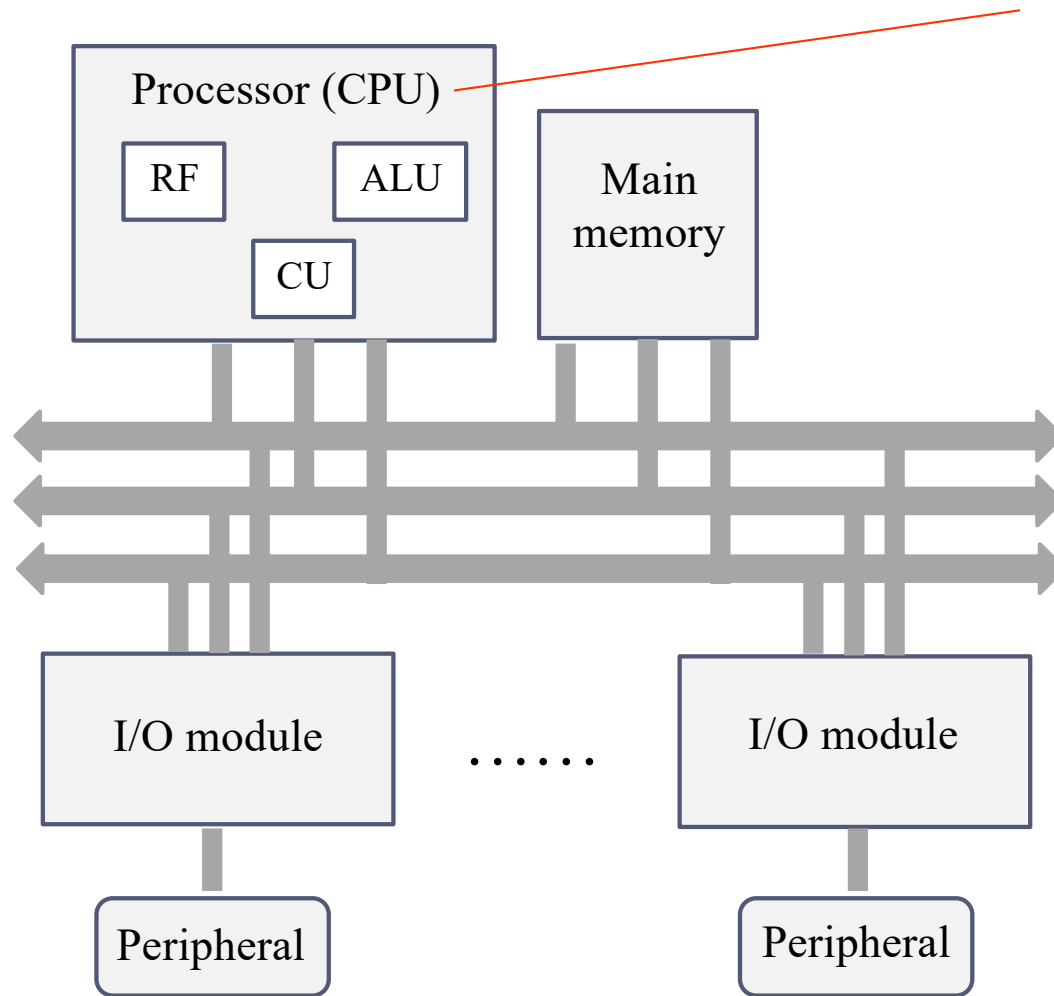 Processor (CPU)
RF
ALU
CU
Main
memory
I/O module
......
I/O module
Peripheral
Peripheral